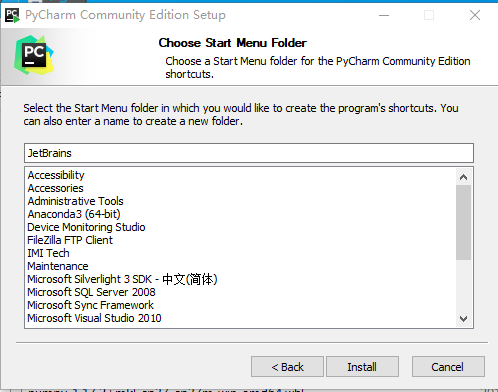 PyCharm Community Edition Setup
PC
Choose Start Menu Folder
Choose a Start Menu folder for the PyCharm Community Edition
shortcuts.
Select the Start Menu folder in which you would like to create the program's shortcuts. You
can also enter a name to create a new folder.
JetBrains
Accessibility
Accessories
Administrative Tools
Anaconda3 (64-bit)
Device Monitoring Studio
FileZilla FTP Client
IMI Tech
Maintenance
Microsoft Silverlight 3 SDK - 中文(简体)
Microsoft SQL Server 2008
Microsoft Sync Framework
Microsoft Visual Studio 2010
< Back
Install
Cancel